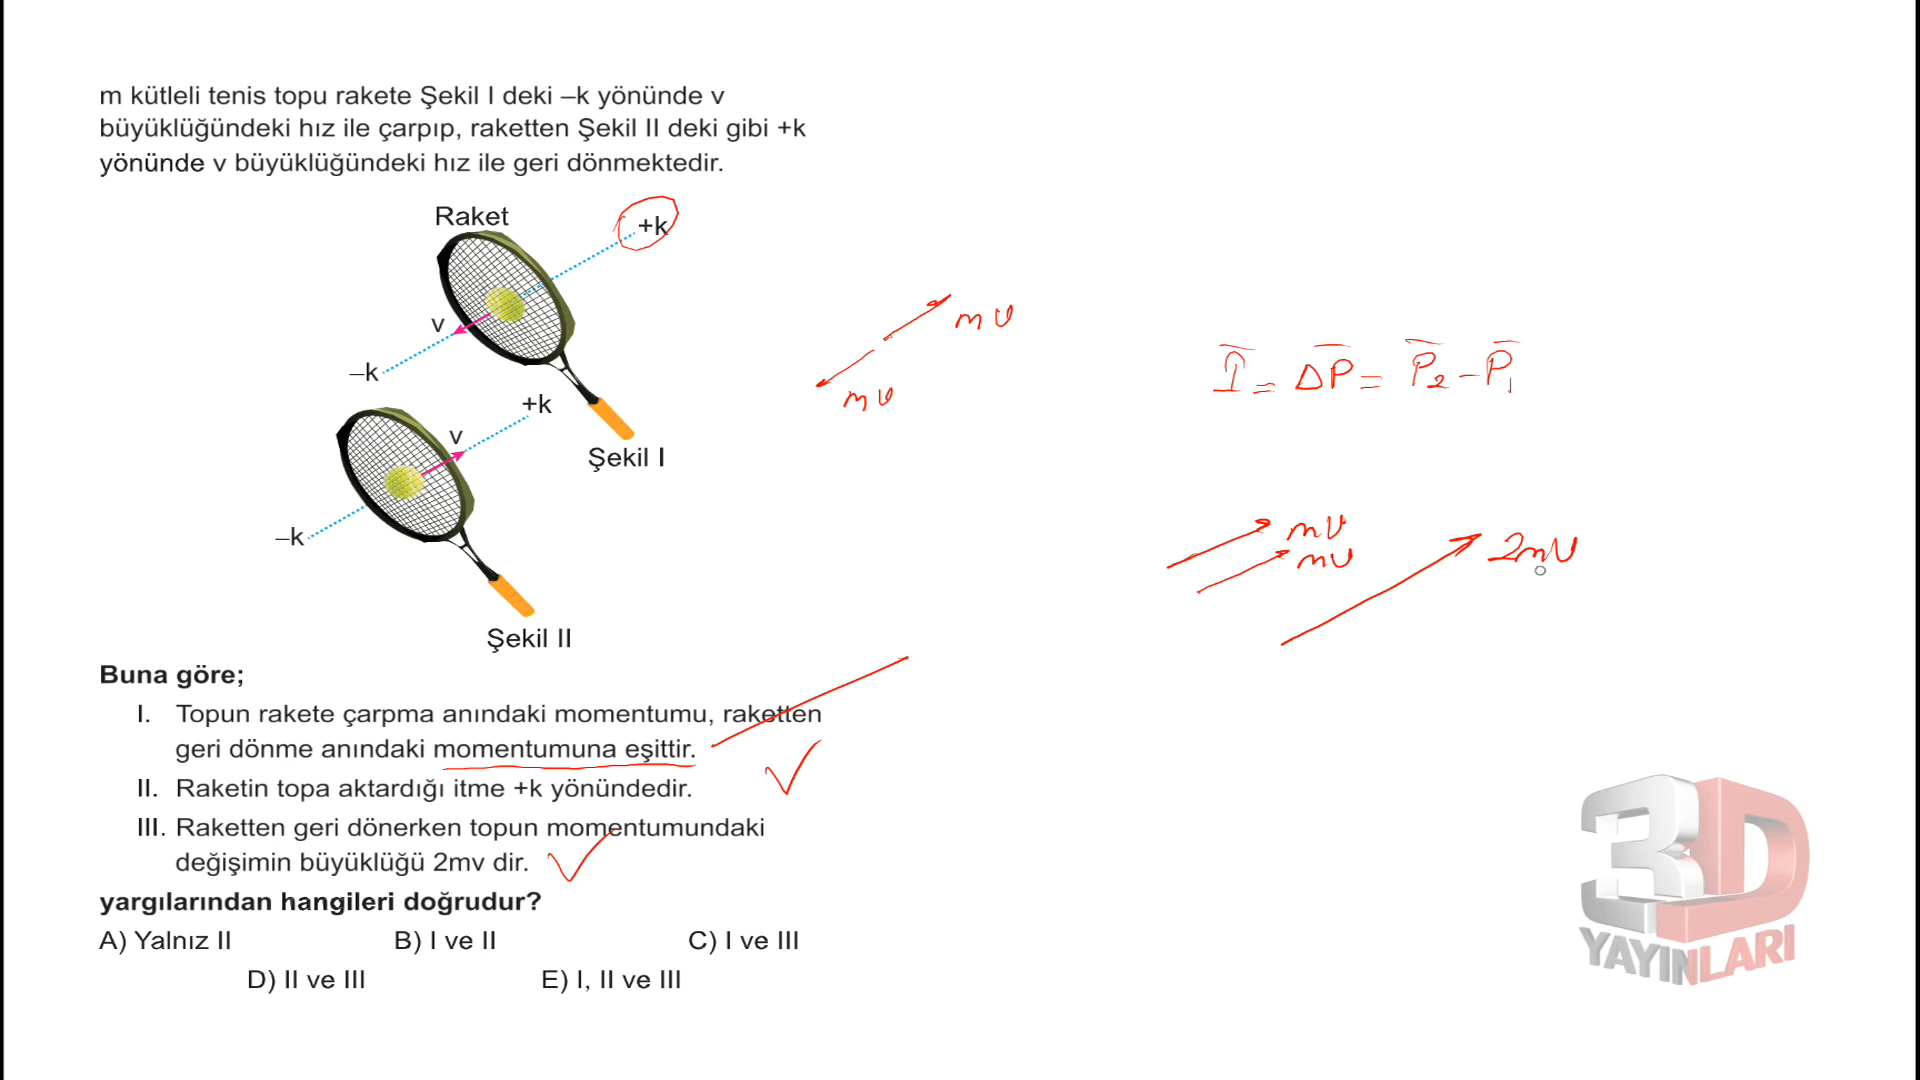 m kütleli tenis topu rakete Şekil I deki –k yönünde v
büyüklüğündeki hız ile çarpıp, raketten Şekil II deki gibi +k
yönünde v büyüklüğündeki hız ile geri dönmektedir.
Raket
+k
v
–k
Şekil I
+k
v
–k
Şekil II
mv
mv
I = ΔP = P₂ – P₁
mv
mv
2mv
Buna göre;
I. Topun rakete çarpma anındaki momentumu, raketten
geri dönme anındaki momentumuna eşittir.
II. Raketin topa aktardığı itme +k yönündedir.
III. Raketten geri dönerken topun momentumundaki
değişimin büyüklüğü 2mv dir.
yargılarından hangileri doğrudur?
A) Yalnız II B) I ve II C) I ve III
D) II ve III E) I, II ve III
3D
YAYINLARI